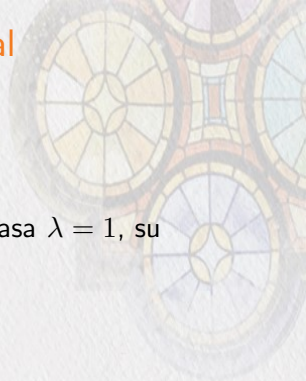 al
asa λ = 1, su